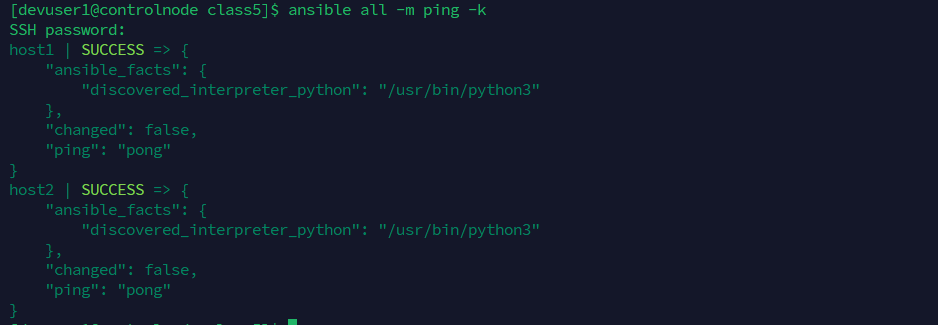 [devuser1@controlnode class5]$ ansible all -m ping -k
SSH password:
host1 | SUCCESS => {
    "ansible_facts": {
        "discovered_interpreter_python": "/usr/bin/python3"
    },
    "changed": false,
    "ping": "pong"
}
host2 | SUCCESS => {
    "ansible_facts": {
        "discovered_interpreter_python": "/usr/bin/python3"
    },
    "changed": false,
    "ping": "pong"
}